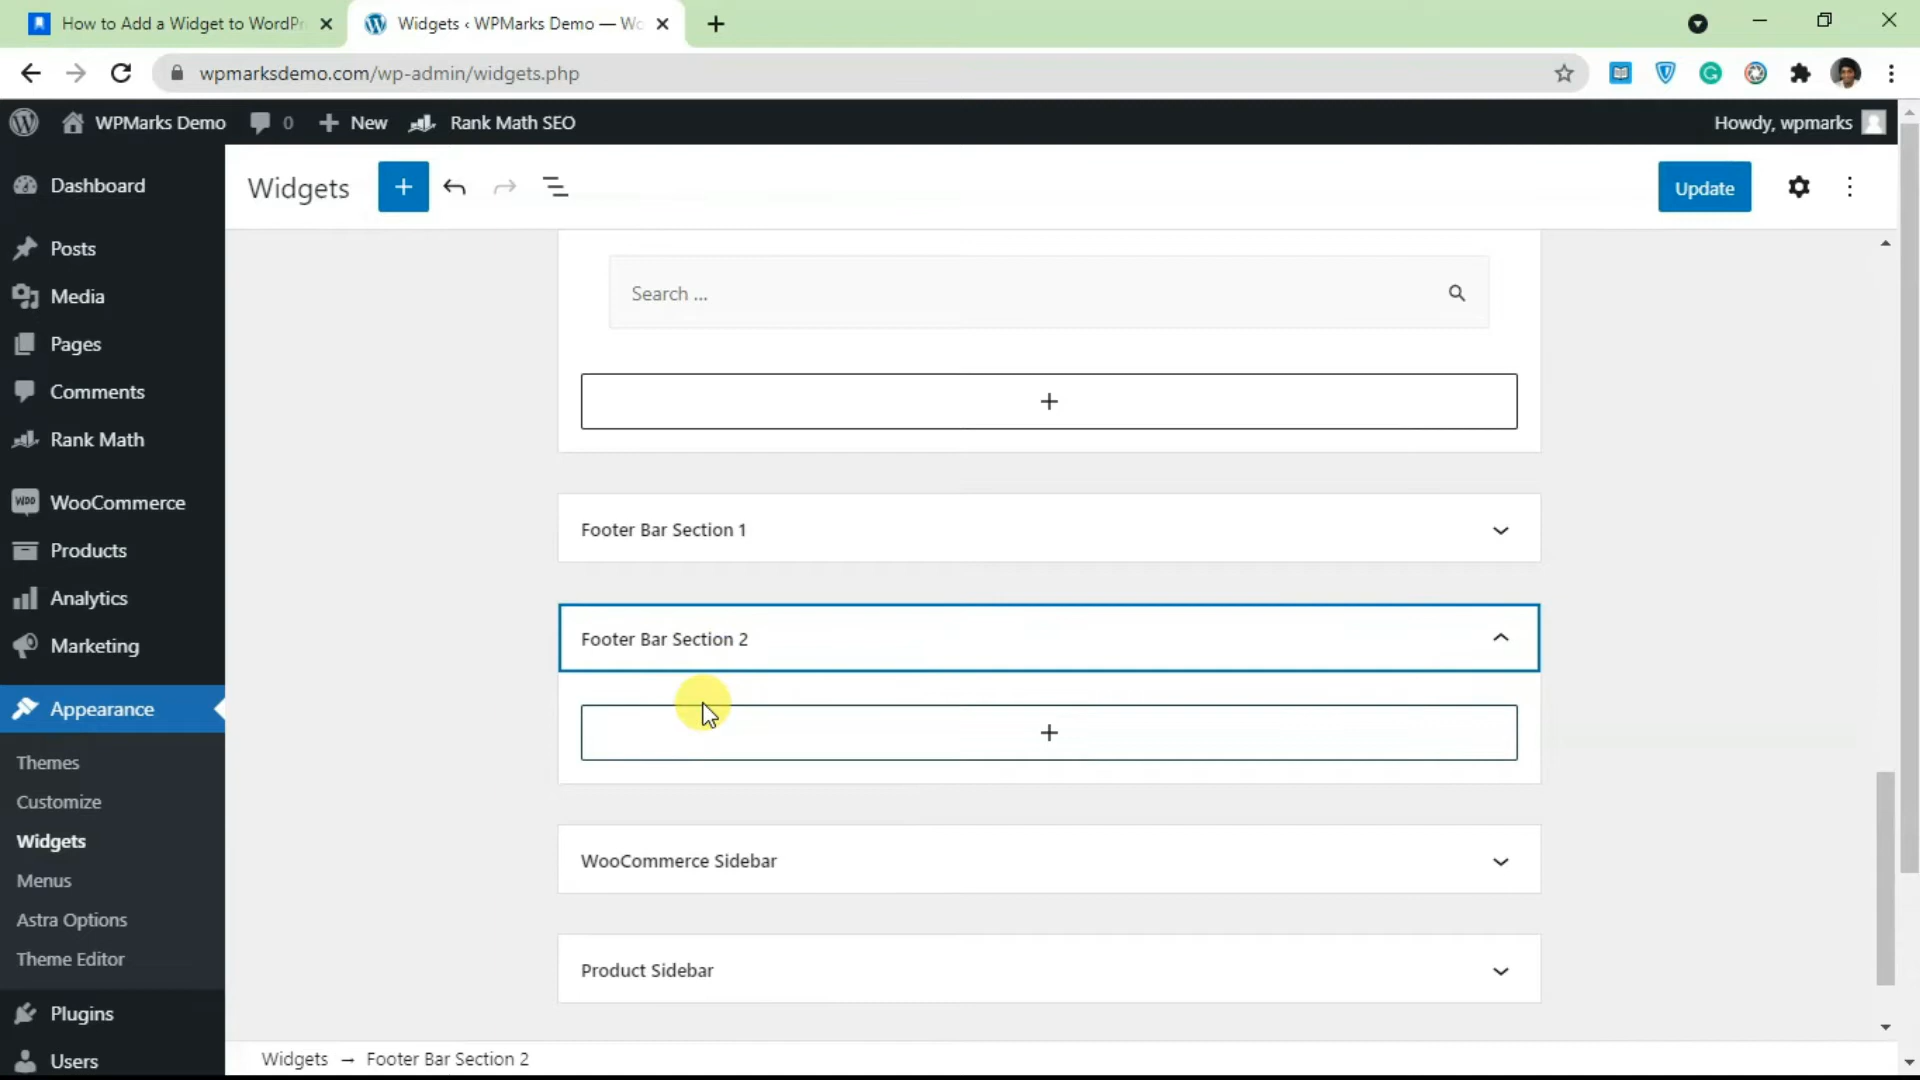 How to Add a Widget to WordPr
Widgets ‹ WPMarks Demo — Wo
wpmarksdemo.com/wp-admin/widgets.php
WPMarks Demo
0
New
Rank Math SEO
Howdy, wpmarks
Dashboard
Posts
Media
Pages
Comments
Rank Math
WooCommerce
Products
Analytics
Marketing
Appearance
Themes
Customize
Widgets
Menus
Astra Options
Theme Editor
Plugins
Users
Widgets
Update
Search ...
Footer Bar Section 1
Footer Bar Section 2
WooCommerce Sidebar
Product Sidebar
Widgets → Footer Bar Section 2